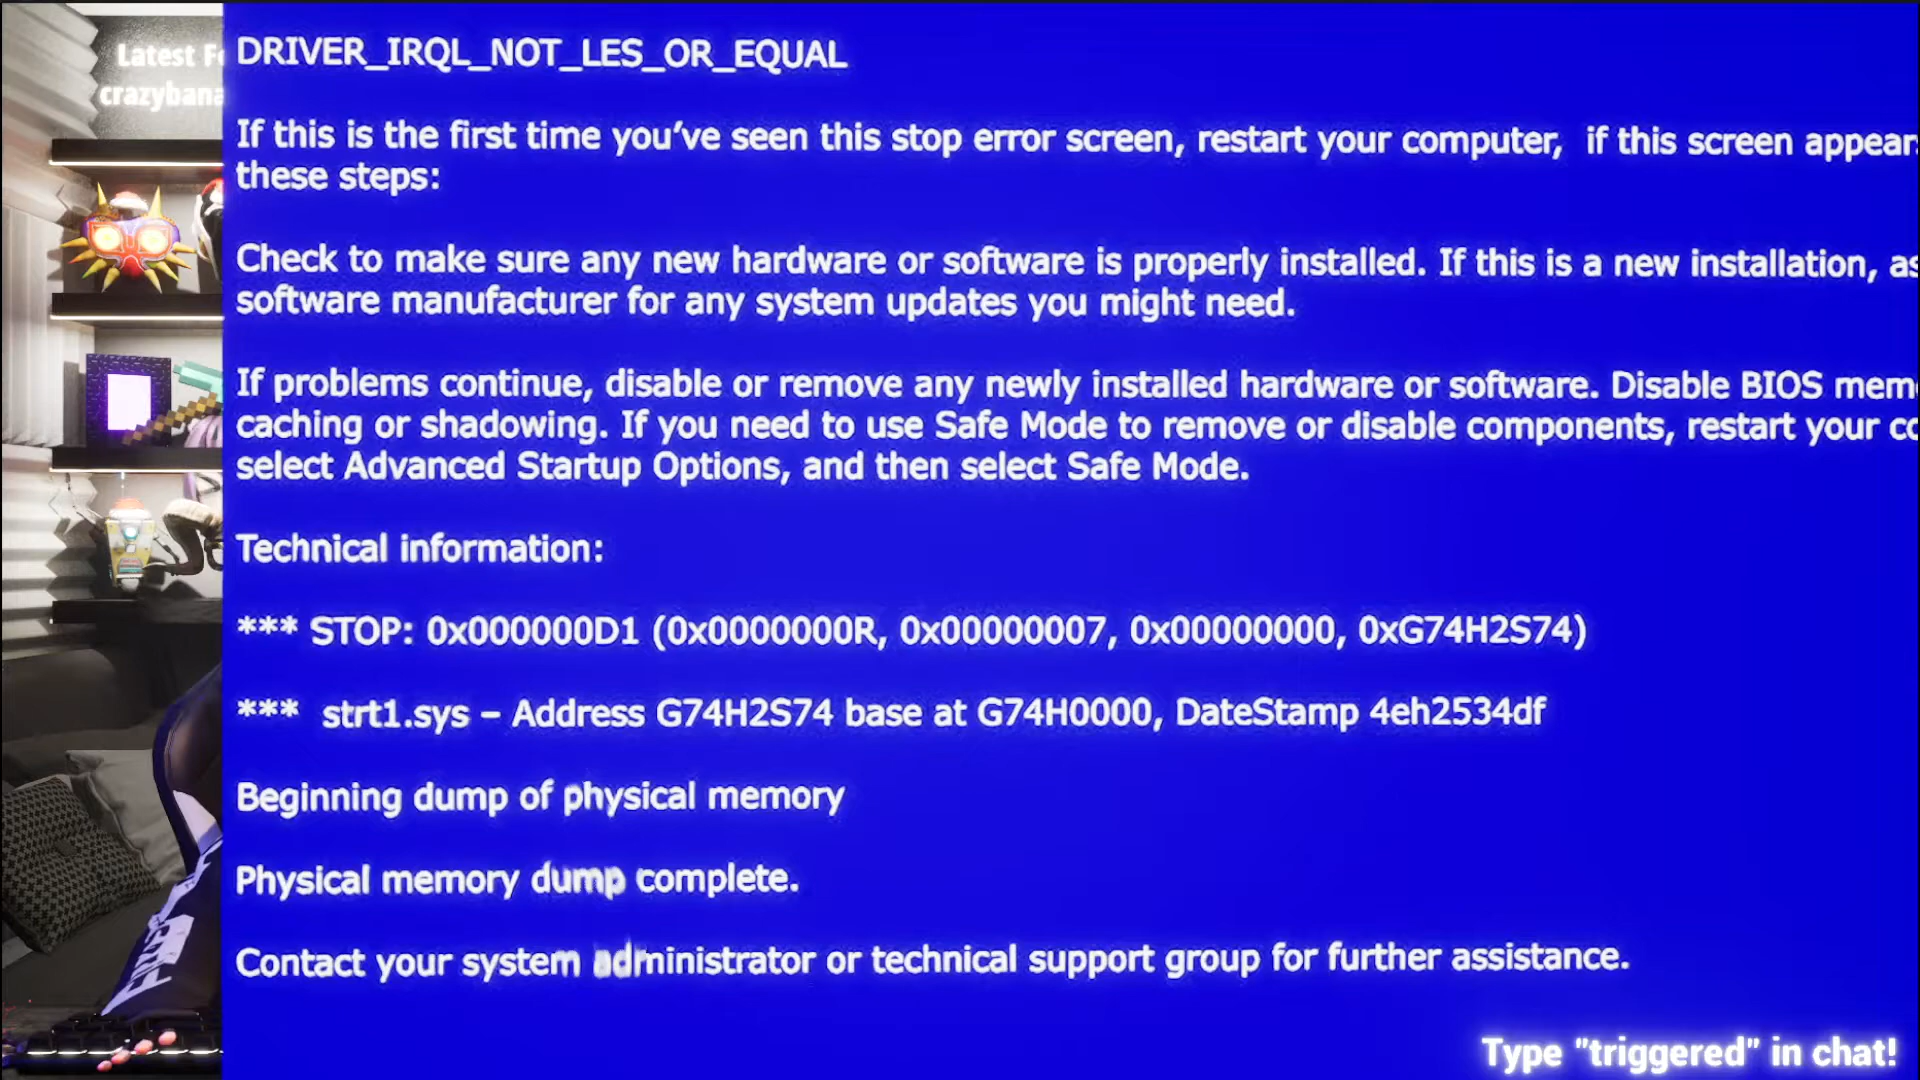 Latest F
crazybana
DRIVER_IRQL_NOT_LES_OR_EQUAL
If this is the first time you've seen this stop error screen, restart your computer,  if this screen appear
these steps:
Check to make sure any new hardware or software is properly installed. If this is a new installation, as
software manufacturer for any system updates you might need.
If problems continue, disable or remove any newly installed hardware or software. Disable BIOS mem
caching or shadowing. If you need to use Safe Mode to remove or disable components, restart your co
select Advanced Startup Options, and then select Safe Mode.
Technical information:
*** STOP: 0x000000D1 (0x0000000R, 0x00000007, 0x00000000, 0xG74H2S74)
***  strt1.sys – Address G74H2S74 base at G74H0000, DateStamp 4eh2534df
Beginning dump of physical memory
Physical memory dump complete.
Contact your system administrator or technical support group for further assistance.
Type "triggered" in chat!